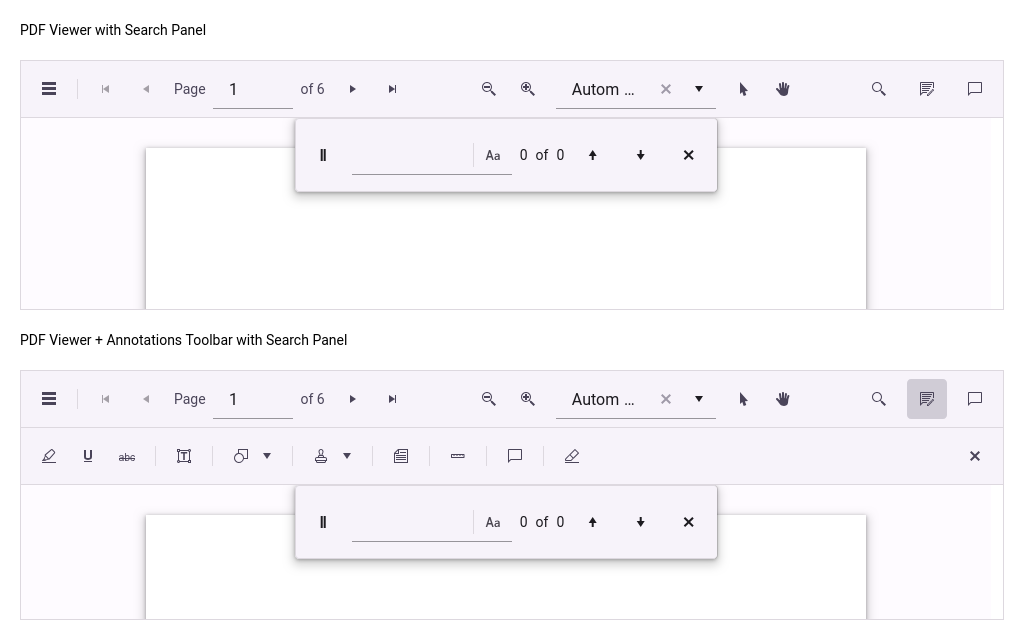 PDF Viewer with Search Panel
Page 1 of 6 Autom ...
Aa 0 of 0
PDF Viewer + Annotations Toolbar with Search Panel
Page 1 of 6 Autom ...
U abc T
Aa 0 of 0